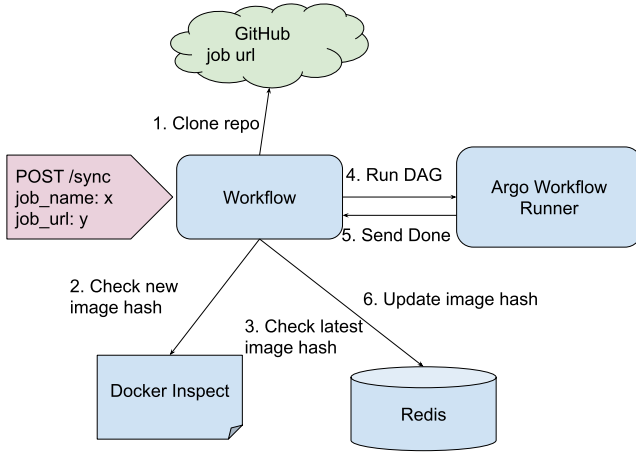 GitHub
job url
1. Clone repo
POST /sync
job_name: x
job_url: y
Workflow
4. Run DAG
5. Send Done
Argo Workflow
Runner
2. Check new
image hash
3. Check latest
image hash
6. Update image hash
Docker Inspect
Redis